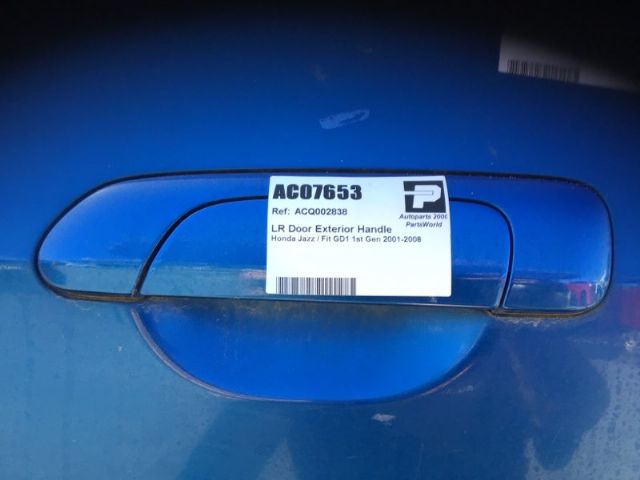 AC07653
Ref: ACQ002838
LR Door Exterior Handle
Honda Jazz / Fit GD1 1st Gen 2001-2008
P
Autoparts 2000
PartsWorld